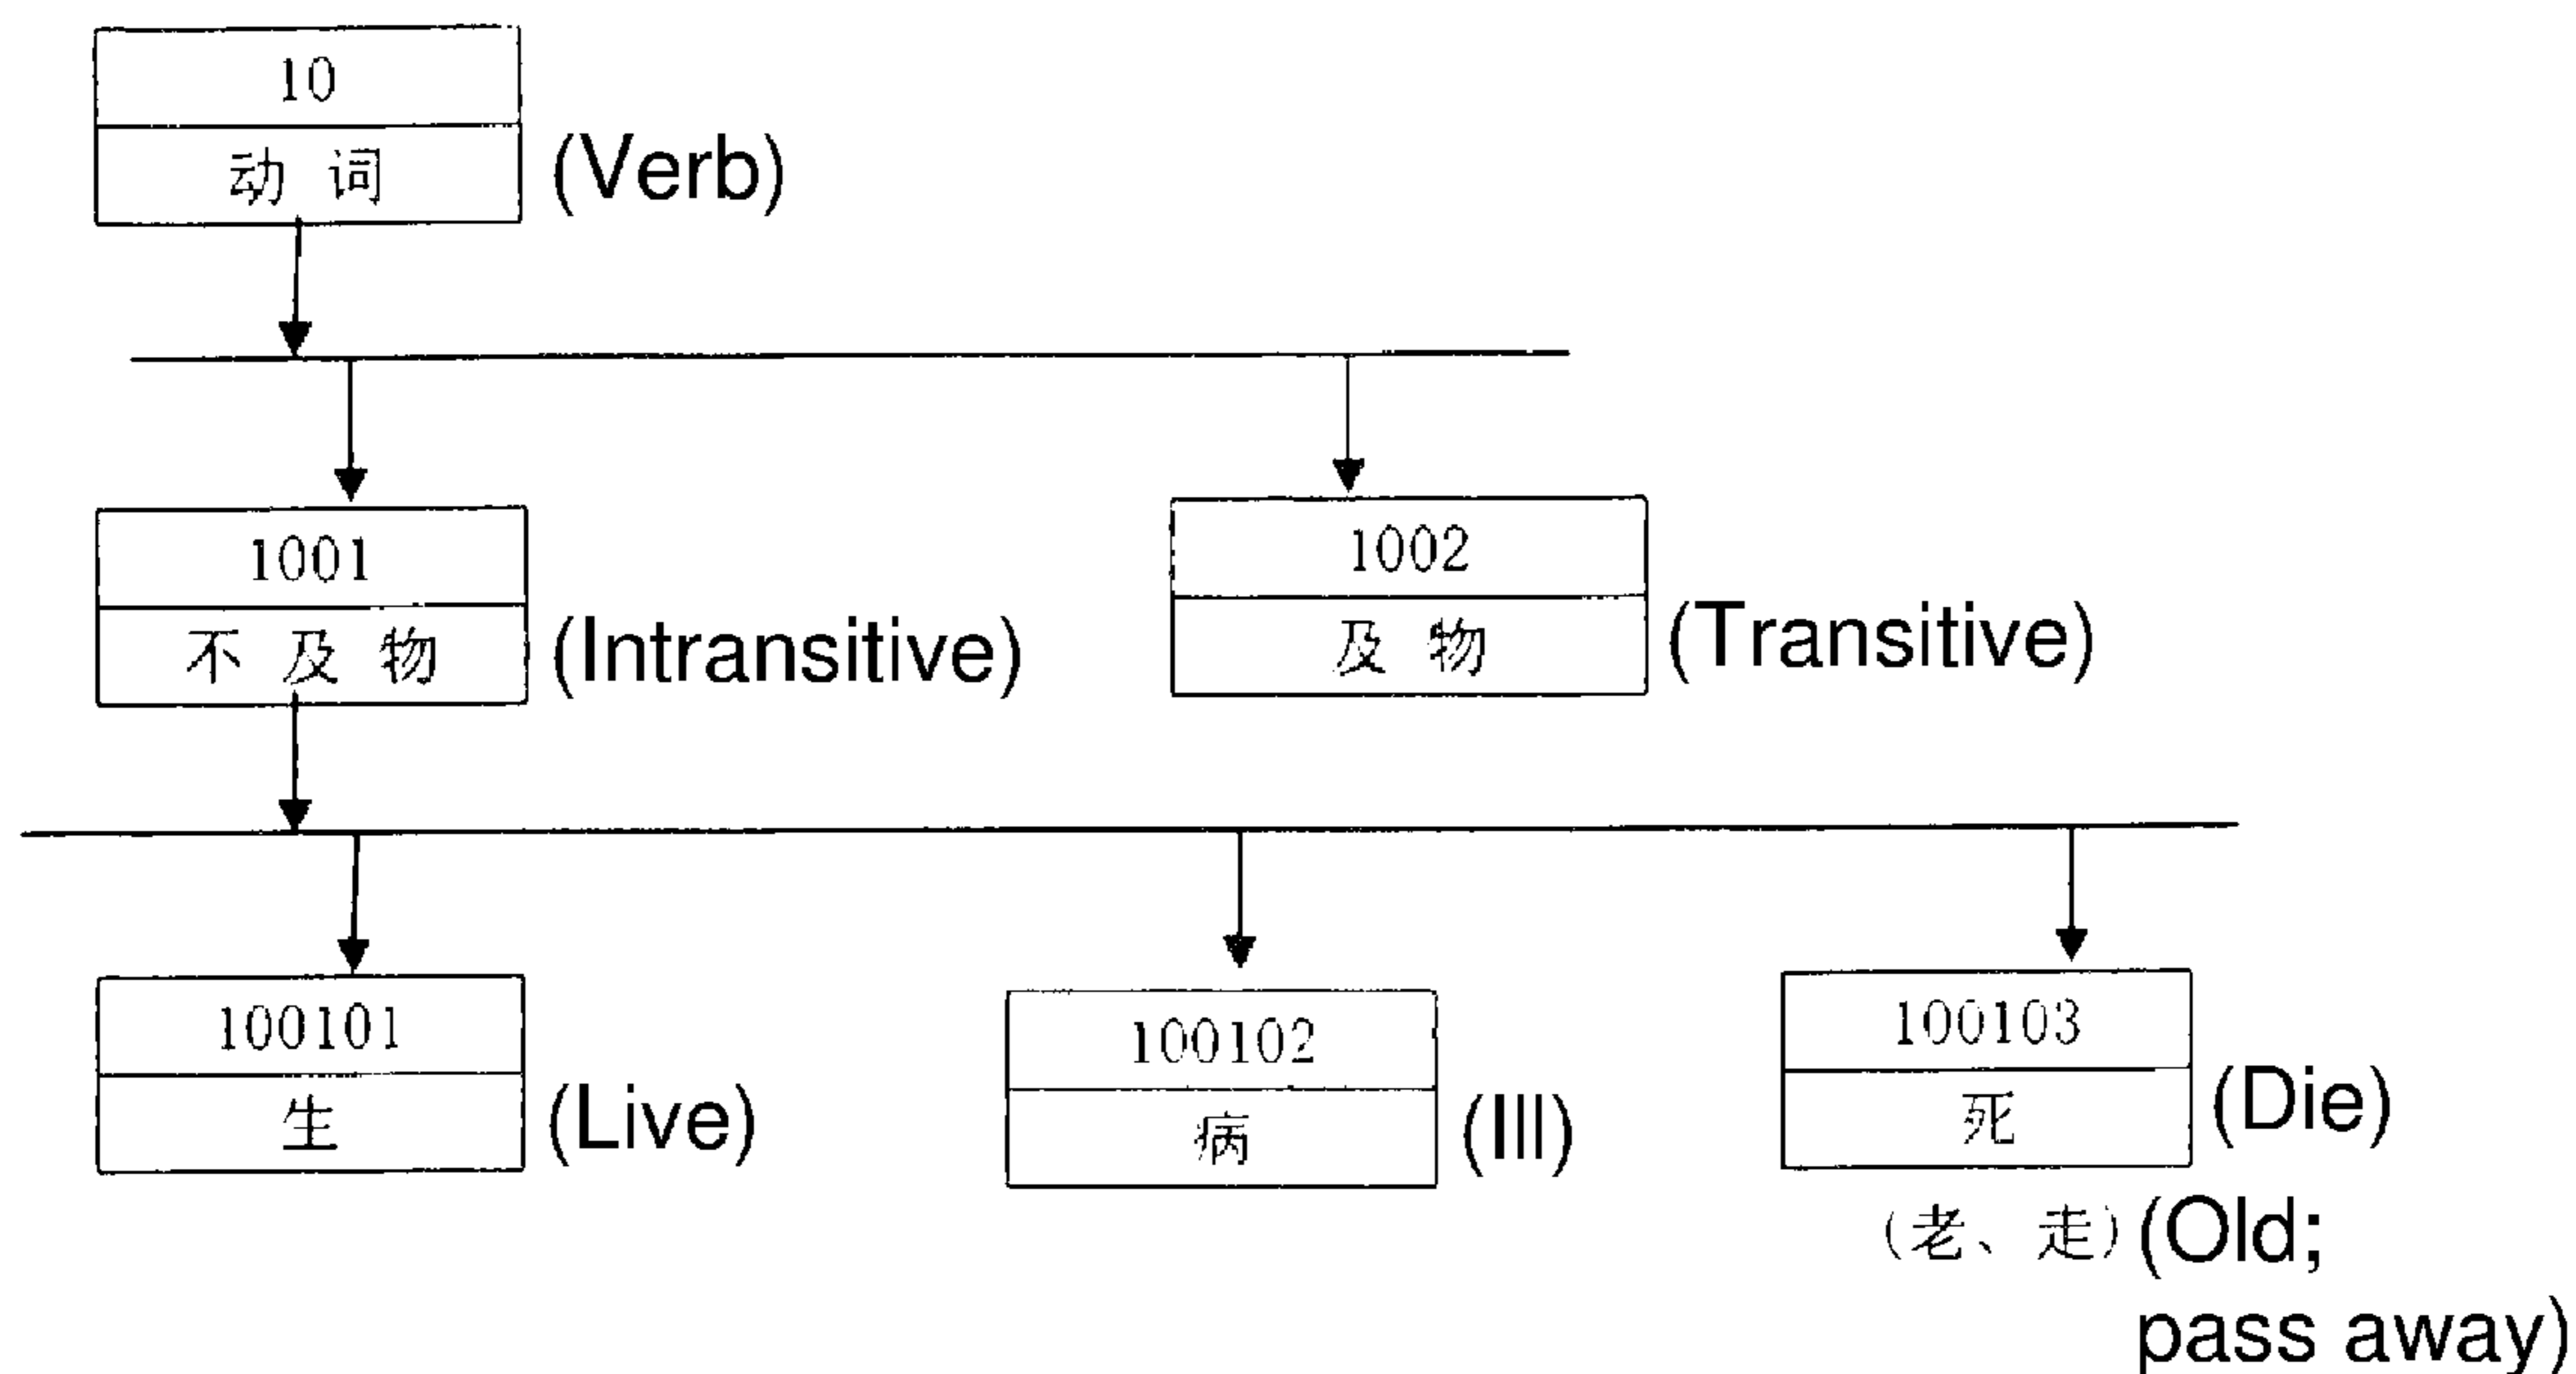 10
动 词 (Verb)
1001
不 及 物 (Intransitive)
1002
及 物 (Transitive)
100101
生 (Live)
100102
病 (Ill)
100103
死 (Die)
(老、走) (Old;
pass away)